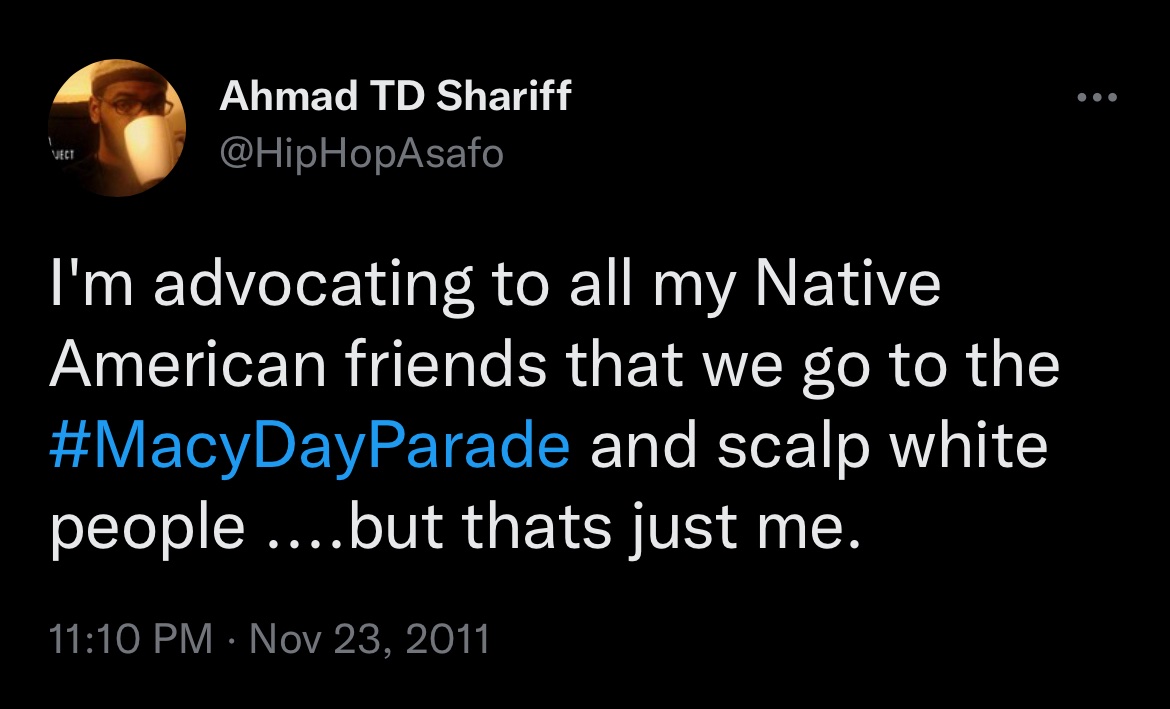 Ahmad TD Shariff
@HipHopAsafo
JECT
I'm advocating to all my Native
American friends that we go to the
#MacyDayParade and scalp white
people ....but thats just me.
11:10 PM · Nov 23, 2011